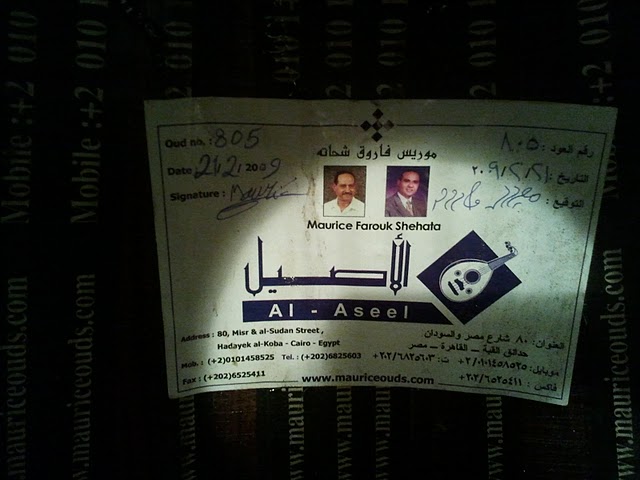 Oud no. : 805
رقم العود : ٨٠٥
Date 21/2/2009
التاريخ : ٢٠٠٩/٢/٢١
Signature : Maurice
التوقيع :
موريس فاروق شحاته
Maurice Farouk Shehata
الأصيل
Al - Aseel
Address : 80, Misr & al-Sudan Street,
Hadayek al-Koba - Cairo - Egypt
Mob. : (+2)0101458525 Tel. : (+202)6825603
Fax : (+202)6525411
العنوان: ٨٠ شارع مصر والسودان
حدائق القبة – القاهرة – مصر
موبايل: ٠١٠١٤٥٨٥٢٥/٢+ ت: ٦٨٢٥٦٠٣/٢٠٢+
فاكس : ٦٥٢٥٤١١/٢٠٢+
www.mauriceouds.com
Mobile :+2 010
www.mauriceouds.com